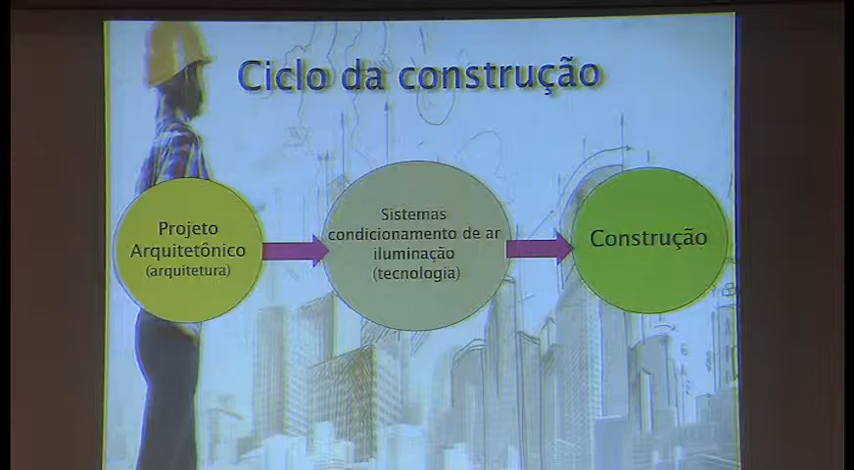 Ciclo da construção
Projeto
Arquitetônico
(arquitetura)
Sistemas
condicionamento de ar
iluminação
(tecnologia)
Construção